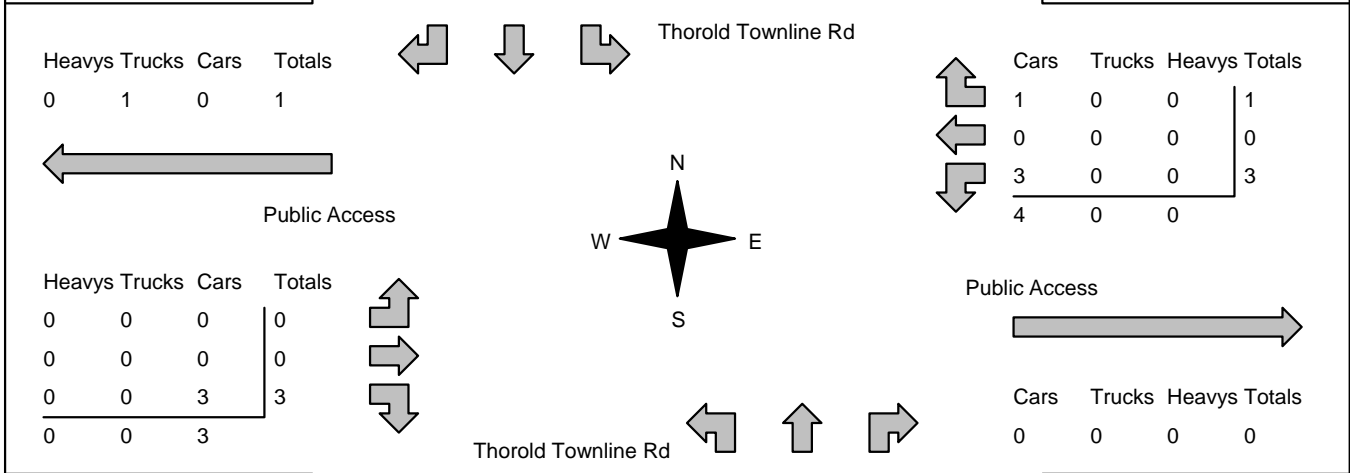 Thorold Townline Rd
Heavys Trucks Cars Totals
0 1 0 1
Cars Trucks Heavys Totals
1 0 0 1
0 0 0 0
3 0 0 3
4 0 0
Public Access
N
W E
S
Heavys Trucks Cars Totals
0 0 0 0
0 0 0 0
0 0 3 3
0 0 3
Public Access
Cars Trucks Heavys Totals
0 0 0 0
Thorold Townline Rd